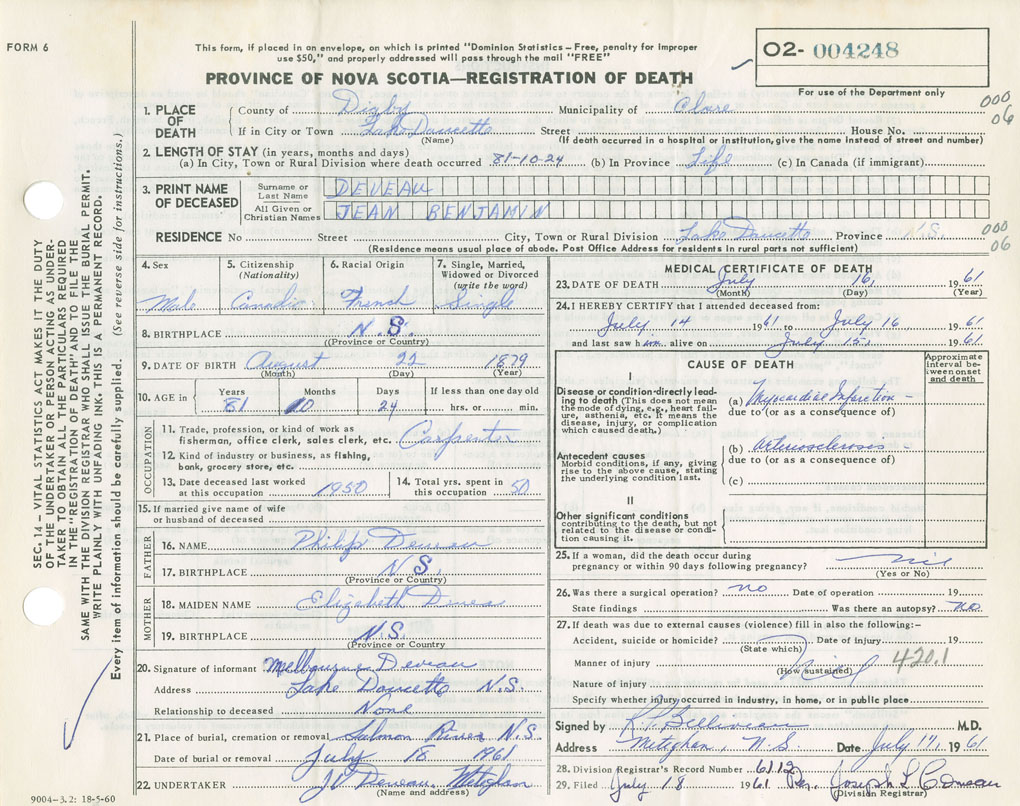 FORM 6
This form, if placed in an envelope, on which is printed "Dominion Statistics – Free, penalty for improper
use $50," and properly addressed will pass through the mail "FREE"
PROVINCE OF NOVA SCOTIA—REGISTRATION OF DEATH
O2- 004248
For use of the Department only
000
06
1. PLACE OF DEATH
County of Digby Municipality of Clare
If in City or Town Lake Doucette Street House No.
(Name) (If death occurred in a hospital or institution, give the name instead of street and number)
2. LENGTH OF STAY (in years, months and days)
(a) In City, Town or Rural Division where death occurred 81-10-24 (b) In Province Life (c) In Canada (if immigrant)
3. PRINT NAME OF DECEASED
Surname or Last Name DEVEAU
All Given or Christian Names JEAN BENJAMIN
RESIDENCE No Street City, Town or Rural Division Lake Doucette Province N.S.
000
06
(Residence means usual place of abode. Post Office Address for residents in rural parts not sufficient)
4. Sex
Male
5. Citizenship
(Nationality)
Canadian
6. Racial Origin
French
7. Single, Married,
Widowed or Divorced
(write the word)
Single
8. BIRTHPLACE N.S.
(Province or Country)
9. DATE OF BIRTH August 22 1879
(Month) (Day) (Year)
10. AGE in
Years Months Days If less than one day old
81 10 24 hrs. or min.
OCCUPATION
11. Trade, profession, or kind of work as
fisherman, office clerk, sales clerk, etc. Carpenter
12. Kind of industry or business, as fishing,
bank, grocery store, etc.
13. Date deceased last worked
at this occupation 1950
14. Total yrs. spent in
this occupation 50
15. If married give name of wife
or husband of deceased
FATHER
16. NAME Philip Deveau
17. BIRTHPLACE N.S.
(Province or Country)
MOTHER
18. MAIDEN NAME Elizabeth
19. BIRTHPLACE N.S.
(Province or Country
20. Signature of informant Melbourne Deveau
Address Lake Doucette N.S.
Relationship to deceased None
21. Place of burial, cremation or removal Salmon River N.S.
Date of burial or removal July 18 1961
22. UNDERTAKER Deveau, Meteghan
(Name and address)
9004–3.2: 18-5-60
MEDICAL CERTIFICATE OF DEATH
23. DATE OF DEATH July 16, 1961
(Month) (Day) (Year)
24. I HEREBY CERTIFY that I attended deceased from:
July 14 1961 to July 16 1961
and last saw him alive on July 15, 1961
CAUSE OF DEATH
Approximate interval between onset and death
I
Disease or condition directly leading to death (This does not mean the mode of dying, e.g., heart failure, asthenia, etc. It means the disease, injury, or complication which caused death.)
(a) Myocardial Infarction -
due to (or as a consequence of)
Antecedent causes
Morbid conditions, if any, giving rise to the above cause, stating the underlying condition last.
(b) Arteriosclerosis -
due to (or as a consequence of)
(c)
II
Other significant conditions
contributing to the death, but not related to the disease or condition causing it.
25. If a woman, did the death occur during
pregnancy or within 90 days following pregnancy? nil
(Yes or No)
26. Was there a surgical operation? no Date of operation 19
State findings Was there an autopsy? no.
27. If death was due to external causes (violence) fill in also the following:-
Accident, suicide or homicide? Date of injury 19
(State which)
Manner of injury 420.1
(How sustained)
Nature of injury Nil
Specify whether injury occurred in industry, in home, or in public place
Signed by Belliveau M.D.
Address Meteghan, N.S. Date July 17, 1961
28. Division Registrar's Record Number 6112
29. Filed July 18 1961 Per. Joseph L. Comeau
(Division Registrar)
SEC. 14 – VITAL STATISTICS ACT MAKES IT THE DUTY
OF THE UNDERTAKER OR PERSON ACTING AS UNDER-
TAKER TO OBTAIN ALL THE PARTICULARS REQUIRED
IN THE "REGISTRATION OF DEATH" AND TO FILE THE
SAME WITH THE DIVISION REGISTRAR WHO SHALL ISSUE THE BURIAL PERMIT.
WRITE PLAINLY WITH UNFADING INK. THIS IS A PERMANENT RECORD.
Every item of information should be carefully supplied. (See reverse side for instructions.)